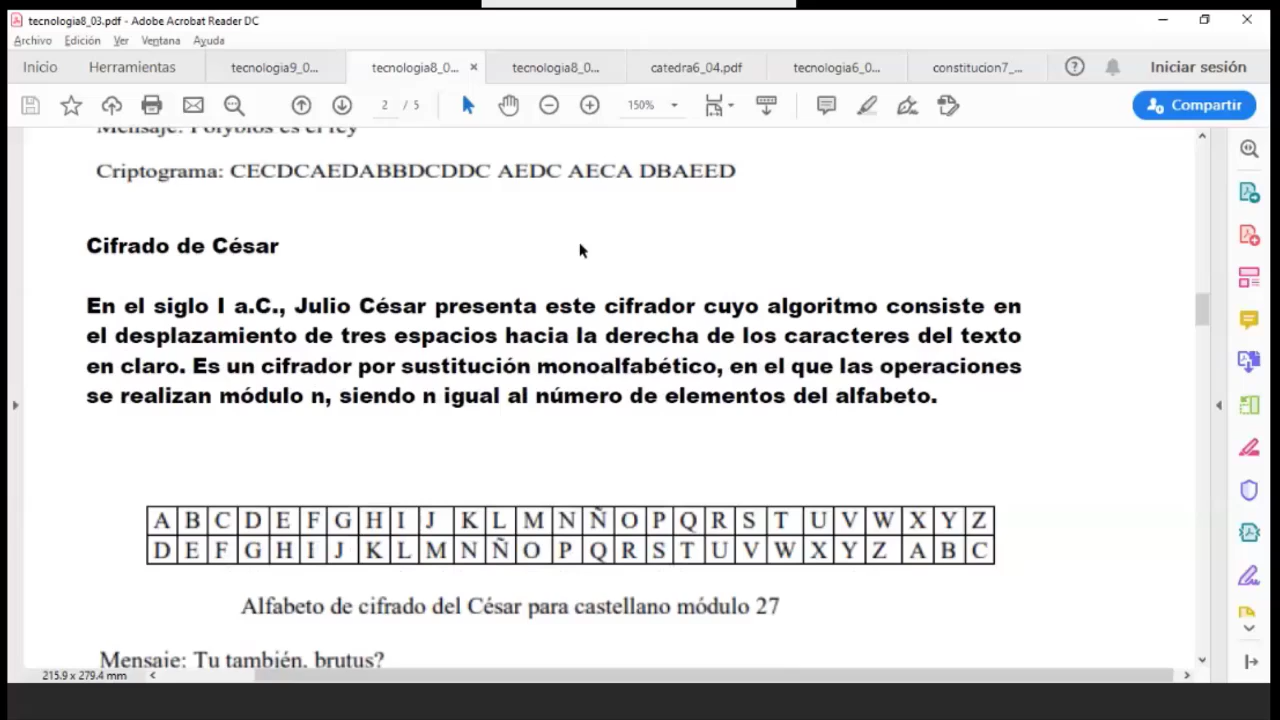 tecnologia8_03.pdf - Adobe Acrobat Reader DC
Archivo Edición Ver Ventana Ayuda
Inicio Herramientas tecnologia9_0... tecnologia8_0... × tecnologia8_0... catedra6_04.pdf tecnologia6_0... constitucion7_... Iniciar sesión
2 / 5 150% Compartir
Mensaje: Polybios es el rey
Criptograma: CECDCAEDABBDCDDC AEDC AECA DBAEED
Cifrado de César
En el siglo I a.C., Julio César presenta este cifrador cuyo algoritmo consiste en
el desplazamiento de tres espacios hacia la derecha de los caracteres del texto
en claro. Es un cifrador por sustitución monoalfabético, en el que las operaciones
se realizan módulo n, siendo n igual al número de elementos del alfabeto.
A B C D E F G H I J K L M N Ñ O P Q R S T U V W X Y Z
D E F G H I J K L M N Ñ O P Q R S T U V W X Y Z A B C
Alfabeto de cifrado del César para castellano módulo 27
Mensaje: Tu también, brutus?
215.9 x 279.4 mm